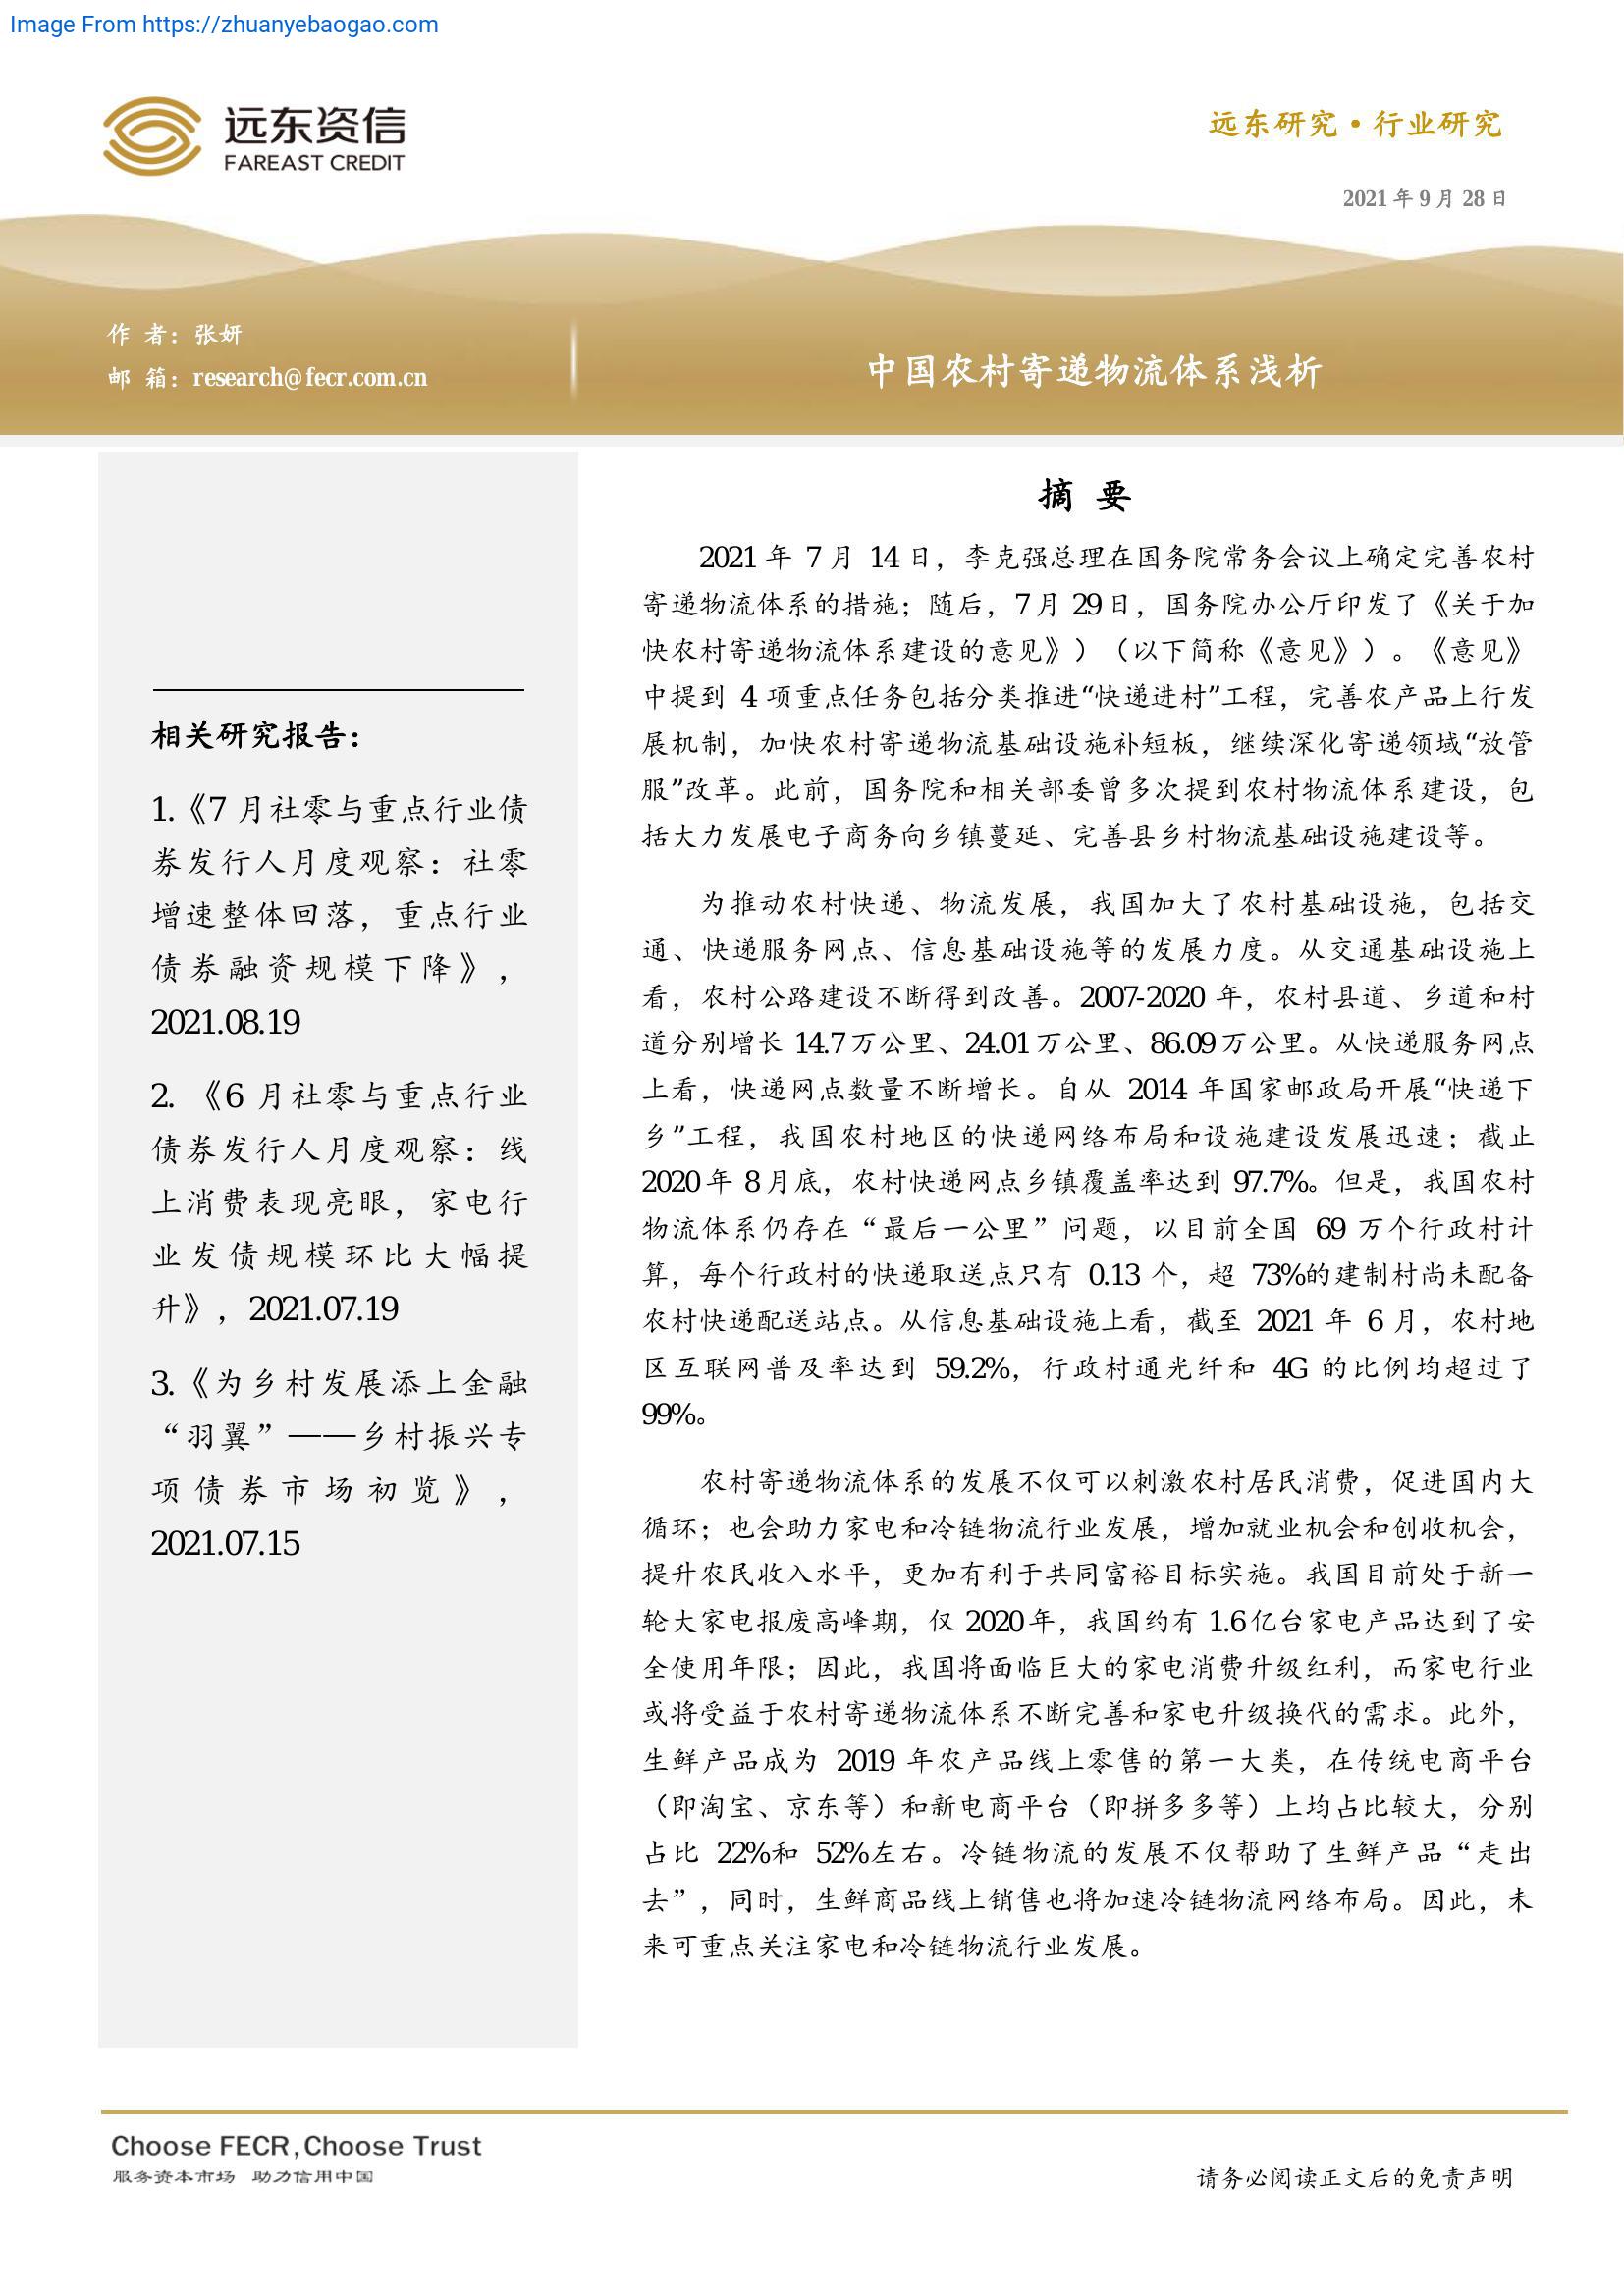 Image From https://zhuanyebaogao.com
远东资信
FAREAST CREDIT
远东研究·行业研究
2021 年 9 月 28 日
作 者：张妍
邮 箱：research@fecr.com.cn
中国农村寄递物流体系浅析
相关研究报告：
1.《7 月社零与重点行业债
券发行人月度观察：社零
增速整体回落，重点行业
债券融资规模下降》，
2021.08.19
2. 《6 月社零与重点行业
债券发行人月度观察：线
上消费表现亮眼，家电行
业发债规模环比大幅提
升》，2021.07.19
3.《为乡村发展添上金融
“羽翼”——乡村振兴专
项债券市场初览》，
2021.07.15
摘 要
2021 年 7 月 14 日，李克强总理在国务院常务会议上确定完善农村
寄递物流体系的措施；随后，7 月 29 日，国务院办公厅印发了《关于加
快农村寄递物流体系建设的意见》）（以下简称《意见》）。《意见》
中提到 4 项重点任务包括分类推进“快递进村”工程，完善农产品上行发
展机制，加快农村寄递物流基础设施补短板，继续深化寄递领域“放管
服”改革。此前，国务院和相关部委曾多次提到农村物流体系建设，包
括大力发展电子商务向乡镇蔓延、完善县乡村物流基础设施建设等。
为推动农村快递、物流发展，我国加大了农村基础设施，包括交
通、快递服务网点、信息基础设施等的发展力度。从交通基础设施上
看，农村公路建设不断得到改善。2007-2020 年，农村县道、乡道和村
道分别增长 14.7 万公里、24.01 万公里、86.09 万公里。从快递服务网点
上看，快递网点数量不断增长。自从 2014 年国家邮政局开展“快递下
乡”工程，我国农村地区的快递网络布局和设施建设发展迅速；截止
2020 年 8 月底，农村快递网点乡镇覆盖率达到 97.7%。但是，我国农村
物流体系仍存在“最后一公里”问题，以目前全国 69 万个行政村计
算，每个行政村的快递取送点只有 0.13 个，超 73%的建制村尚未配备
农村快递配送站点。从信息基础设施上看，截至 2021 年 6 月，农村地
区互联网普及率达到 59.2%，行政村通光纤和 4G 的比例均超过了
99%。
农村寄递物流体系的发展不仅可以刺激农村居民消费，促进国内大
循环；也会助力家电和冷链物流行业发展，增加就业机会和创收机会，
提升农民收入水平，更加有利于共同富裕目标实施。我国目前处于新一
轮大家电报废高峰期，仅 2020 年，我国约有 1.6 亿台家电产品达到了安
全使用年限；因此，我国将面临巨大的家电消费升级红利，而家电行业
或将受益于农村寄递物流体系不断完善和家电升级换代的需求。此外，
生鲜产品成为 2019 年农产品线上零售的第一大类，在传统电商平台
（即淘宝、京东等）和新电商平台（即拼多多等）上均占比较大，分别
占比 22%和 52%左右。冷链物流的发展不仅帮助了生鲜产品“走出
去”，同时，生鲜商品线上销售也将加速冷链物流网络布局。因此，未
来可重点关注家电和冷链物流行业发展。
Choose FECR,Choose Trust
服务资本市场 助力信用中国
请务必阅读正文后的免责声明